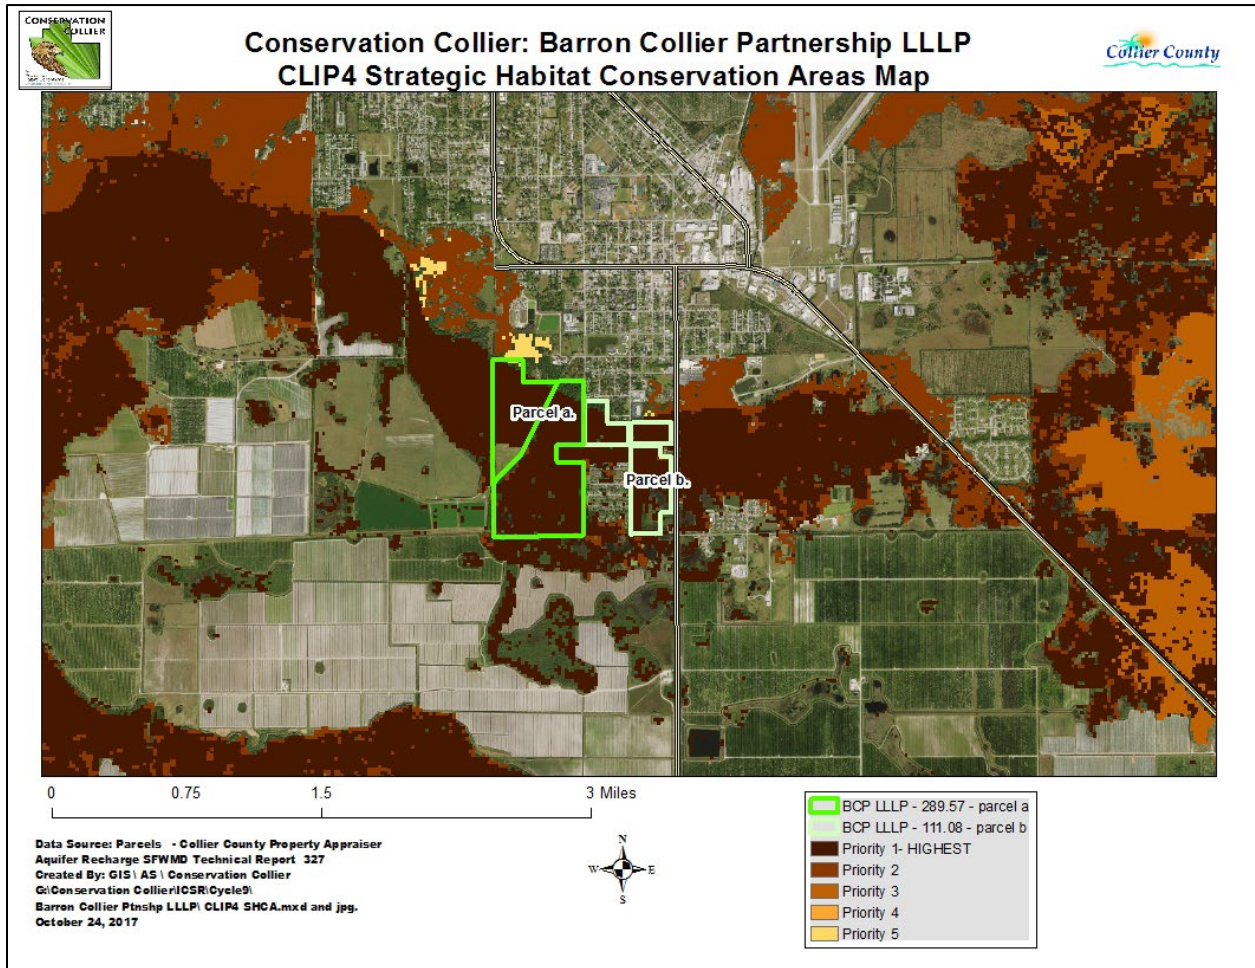 CONSERVATION
COLLIER
Conservation Collier: Barron Collier Partnership LLLP
CLIP4 Strategic Habitat Conservation Areas Map
Collier County
Parcel a.
Parcel b.
0 0.75 1.5 3 Miles
Data Source: Parcels - Collier County Property Appraiser
Aquifer Recharge SFWMD Technical Report 327
Created By: GIS \ AS \ Conservation Collier
G:\Conservation Collier\ICSR\Cycle9\
Barron Collier Ptnshp LLLP\ CLIP4 SHCA.mxd and jpg.
October 24, 2017
N
W E
S
BCP LLLP - 289.57 - parcel a
BCP LLLP - 111.08 - parcel b
Priority 1- HIGHEST
Priority 2
Priority 3
Priority 4
Priority 5